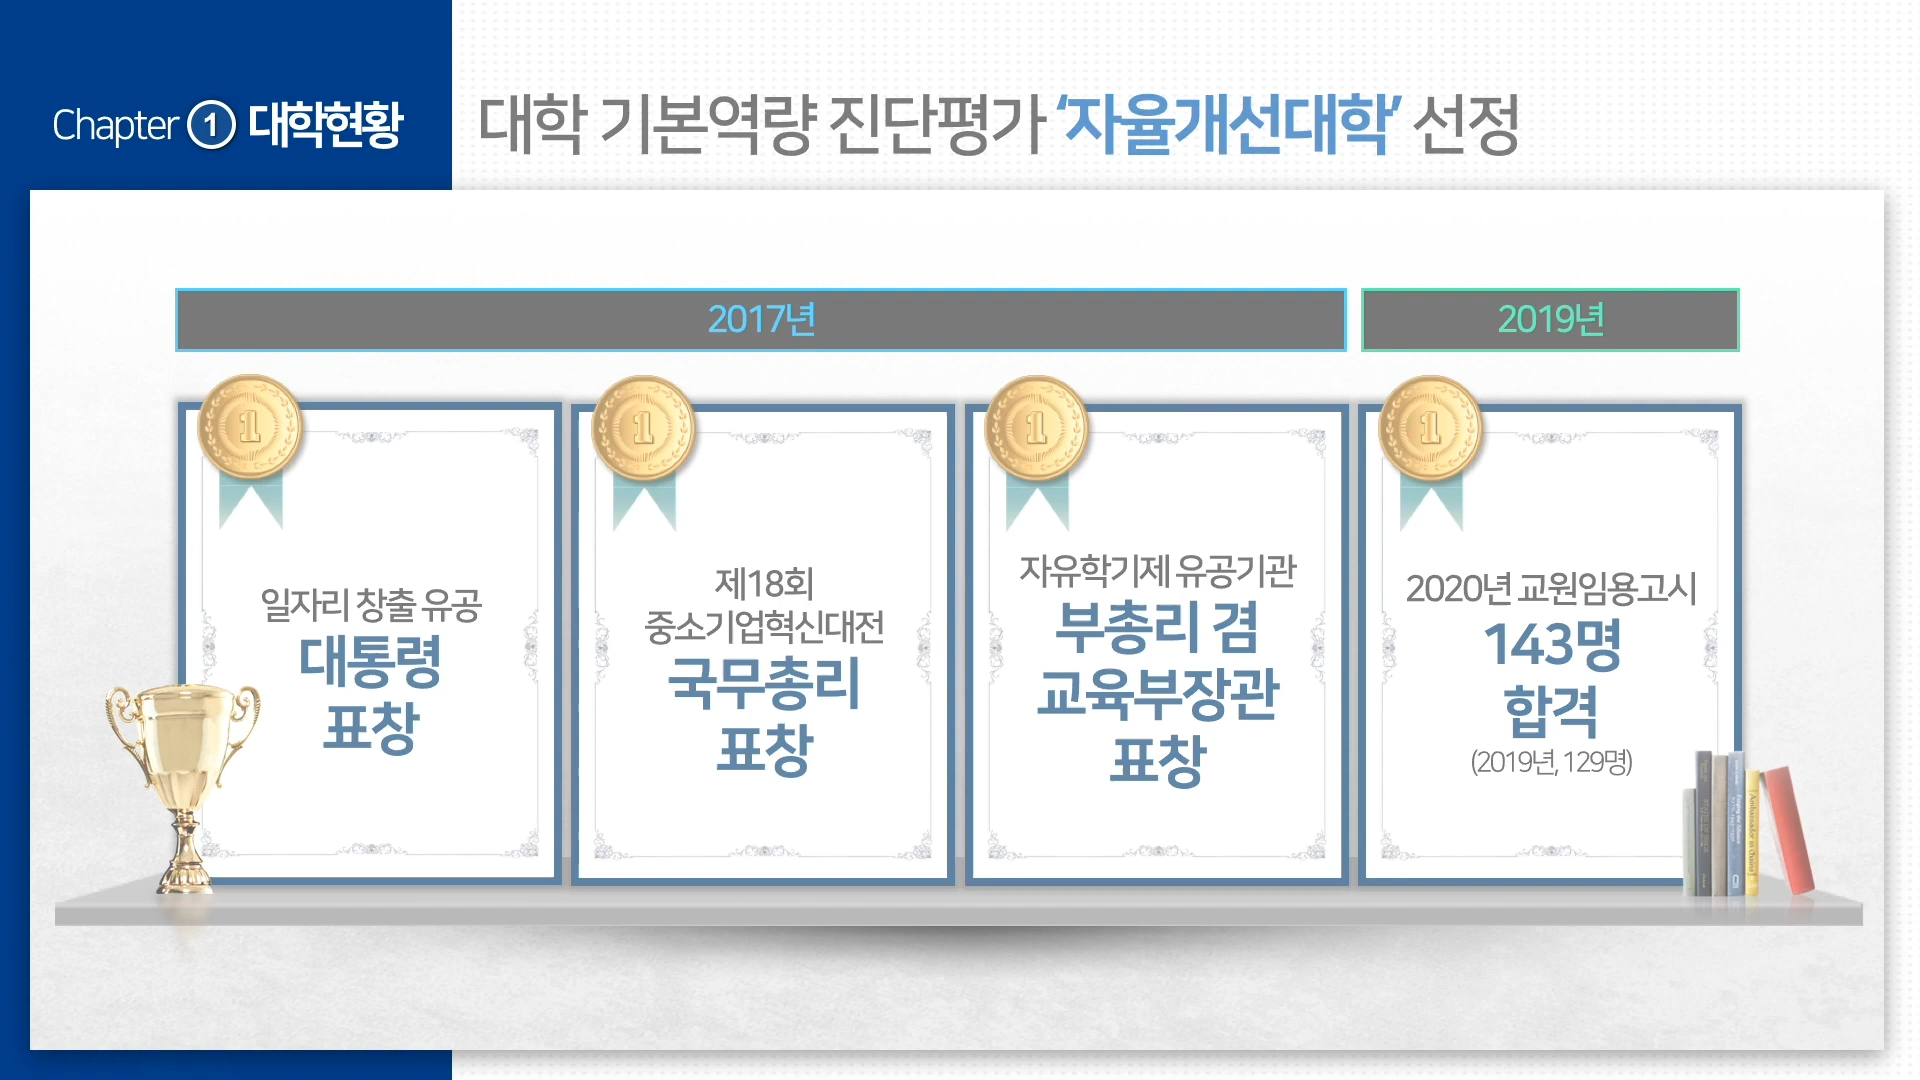 Chapter 1 대학현황
대학 기본역량 진단평가 ‘자율개선대학’ 선정
2017년
2019년
1
일자리 창출 유공
대통령
표창
1
제18회
중소기업혁신대전
국무총리
표창
1
자유학기제 유공기관
부총리 겸
교육부장관
표창
1
2020년 교원임용고시
143명
합격
(2019년, 129명)